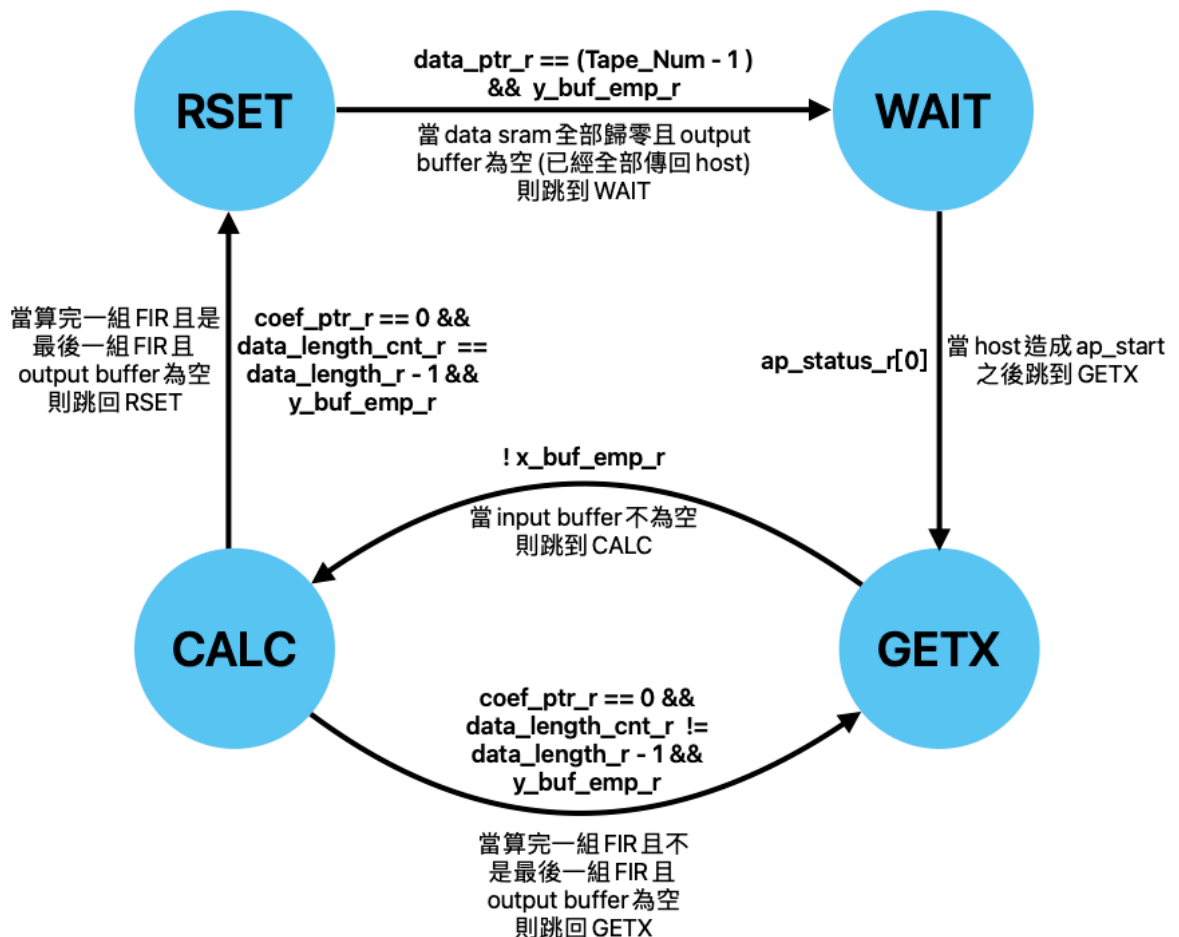 RSET
data_ptr_r == (Tape_Num - 1 )
&& y_buf_emp_r
當 data sram 全部歸零且 output
buffer 為空 (已經全部傳回 host)
則跳到 WAIT
WAIT
當算完一組 FIR 且是
最後一組 FIR 且
output buffer 為空
則跳回 RSET
coef_ptr_r == 0 &&
data_length_cnt_r ==
data_length_r - 1 &&
y_buf_emp_r
ap_status_r[0]
當 host 造成 ap_start
之後跳到 GETX
! x_buf_emp_r
當 input buffer 不為空
則跳到 CALC
CALC
GETX
coef_ptr_r == 0 &&
data_length_cnt_r !=
data_length_r - 1 &&
y_buf_emp_r
當算完一組 FIR 且不
是最後一組 FIR 且
output buffer 為空
則跳回 GETX